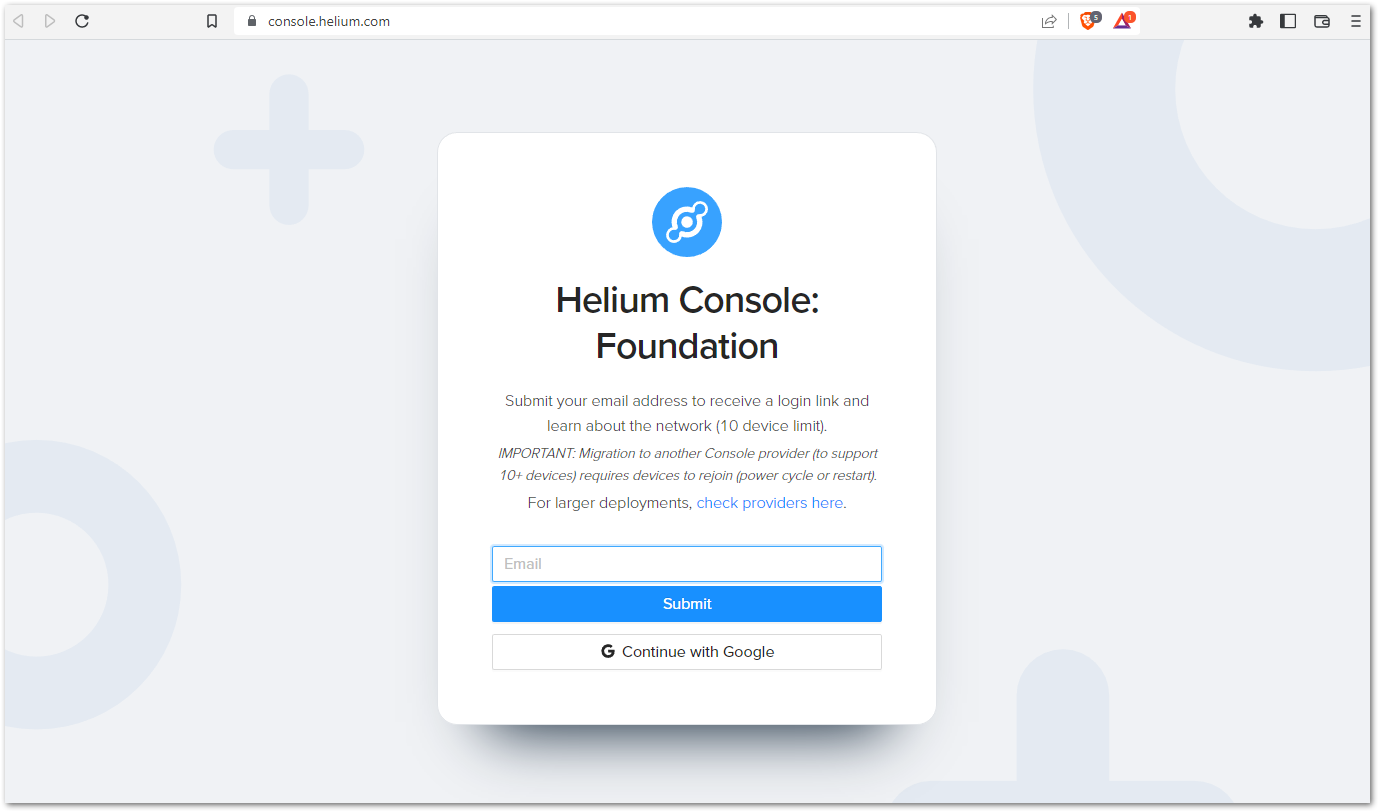 console.helium.com
5
1
Helium Console:
Foundation
Submit your email address to receive a login link and
learn about the network (10 device limit).
IMPORTANT: Migration to another Console provider (to support
10+ devices) requires devices to rejoin (power cycle or restart).
For larger deployments, check providers here.
Email
Submit
G Continue with Google